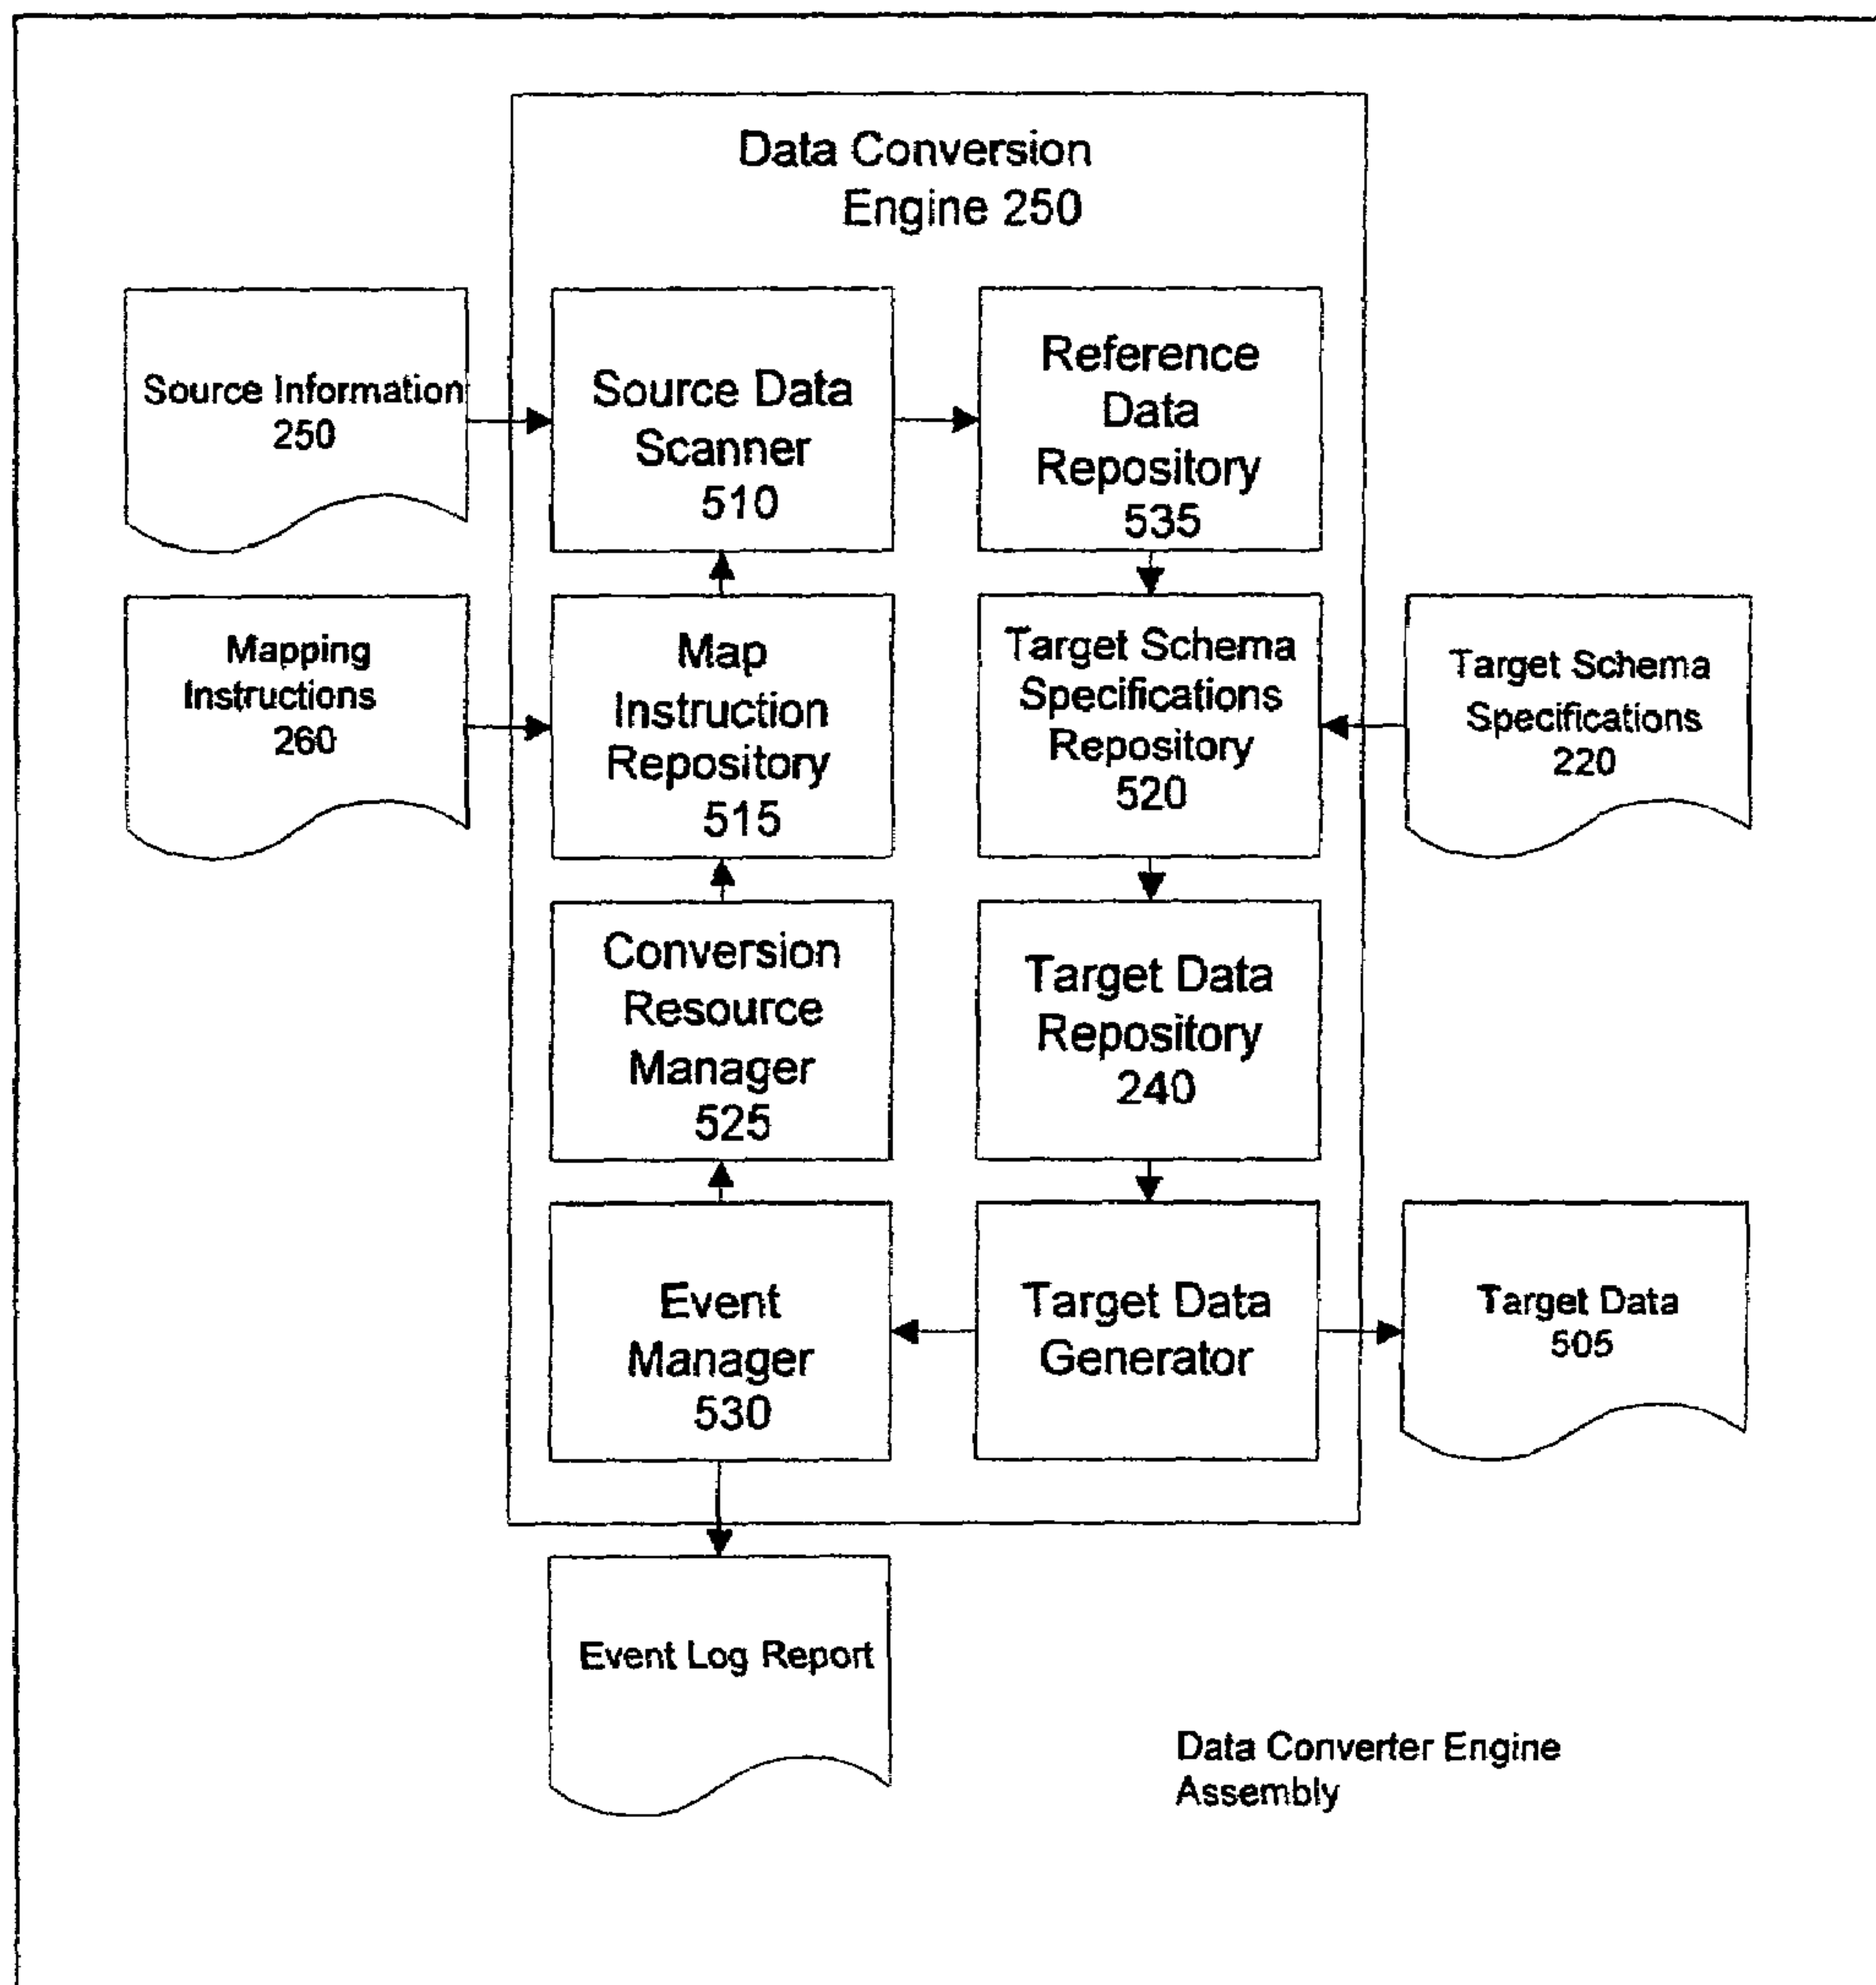 Data Conversion
Engine 250
Source Information
250
Source Data
Scanner
510
Reference
Data
Repository
535
Mapping
Instructions
260
Map
Instruction
Repository
515
Target Schema
Specifications
Repository
520
Target Schema
Specifications
220
Conversion
Resource
Manager
525
Target Data
Repository
240
Event
Manager
530
Target Data
Generator
Target Data
505
Event Log Report
Data Converter Engine
Assembly